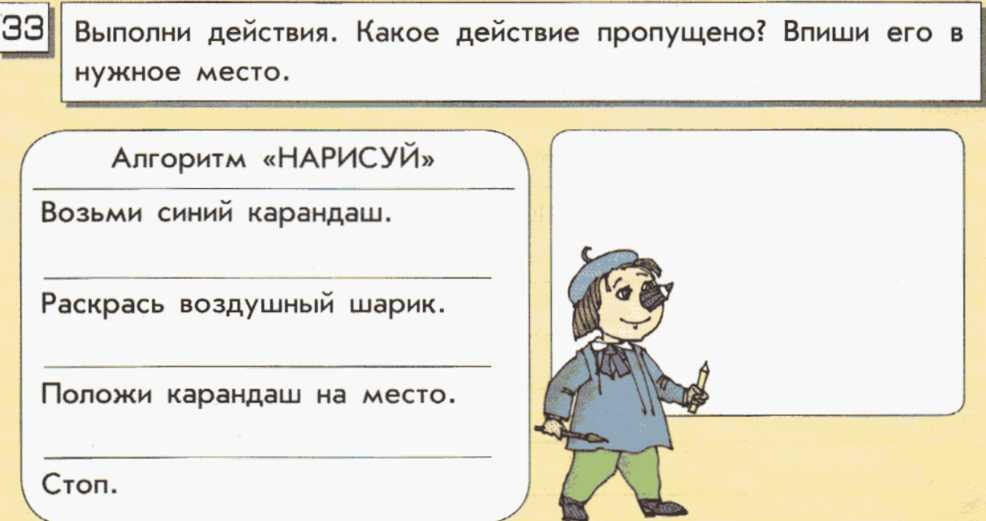 33
Выполни действия. Какое действие пропущено? Впиши его в
нужное место.
Алгоритм «НАРИСУЙ»
Возьми синий карандаш.
Раскрась воздушный шарик.
Положи карандаш на место.
Стоп.